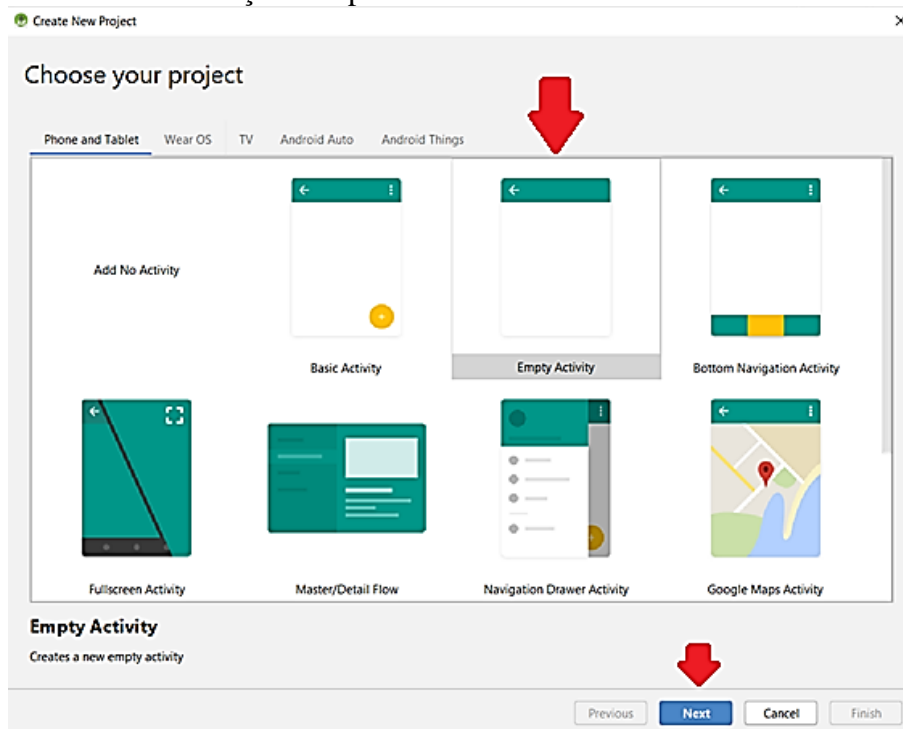 Create New Project
Choose your project
Phone and Tablet Wear OS TV Android Auto Android Things
Add No Activity
Basic Activity
Empty Activity
Bottom Navigation Activity
Fullscreen Activity
Master/Detail Flow
Navigation Drawer Activity
Google Maps Activity
Empty Activity
Creates a new empty activity
Previous Next Cancel Finish